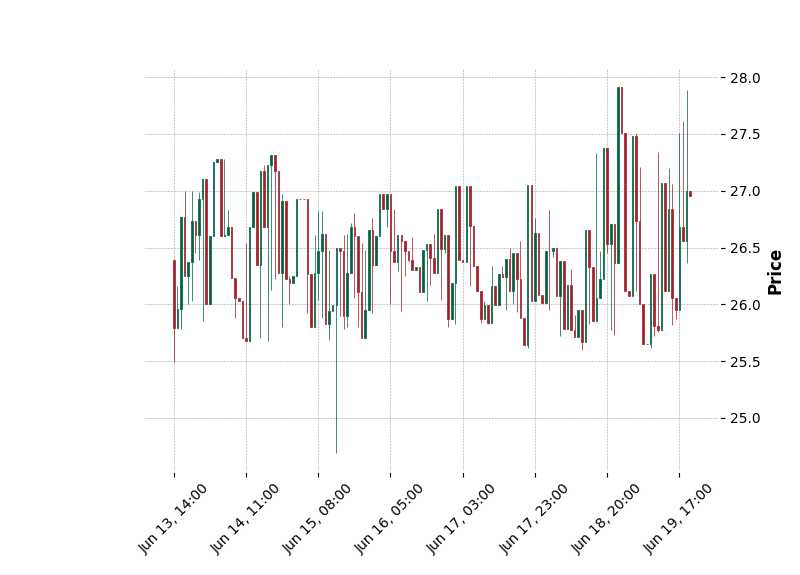 28.0
27.5
27.0
26.5
26.0
25.5
25.0
Price
Jun 13, 14:00
Jun 14, 11:00
Jun 15, 08:00
Jun 16, 05:00
Jun 17, 03:00
Jun 17, 23:00
Jun 18, 20:00
Jun 19, 17:00